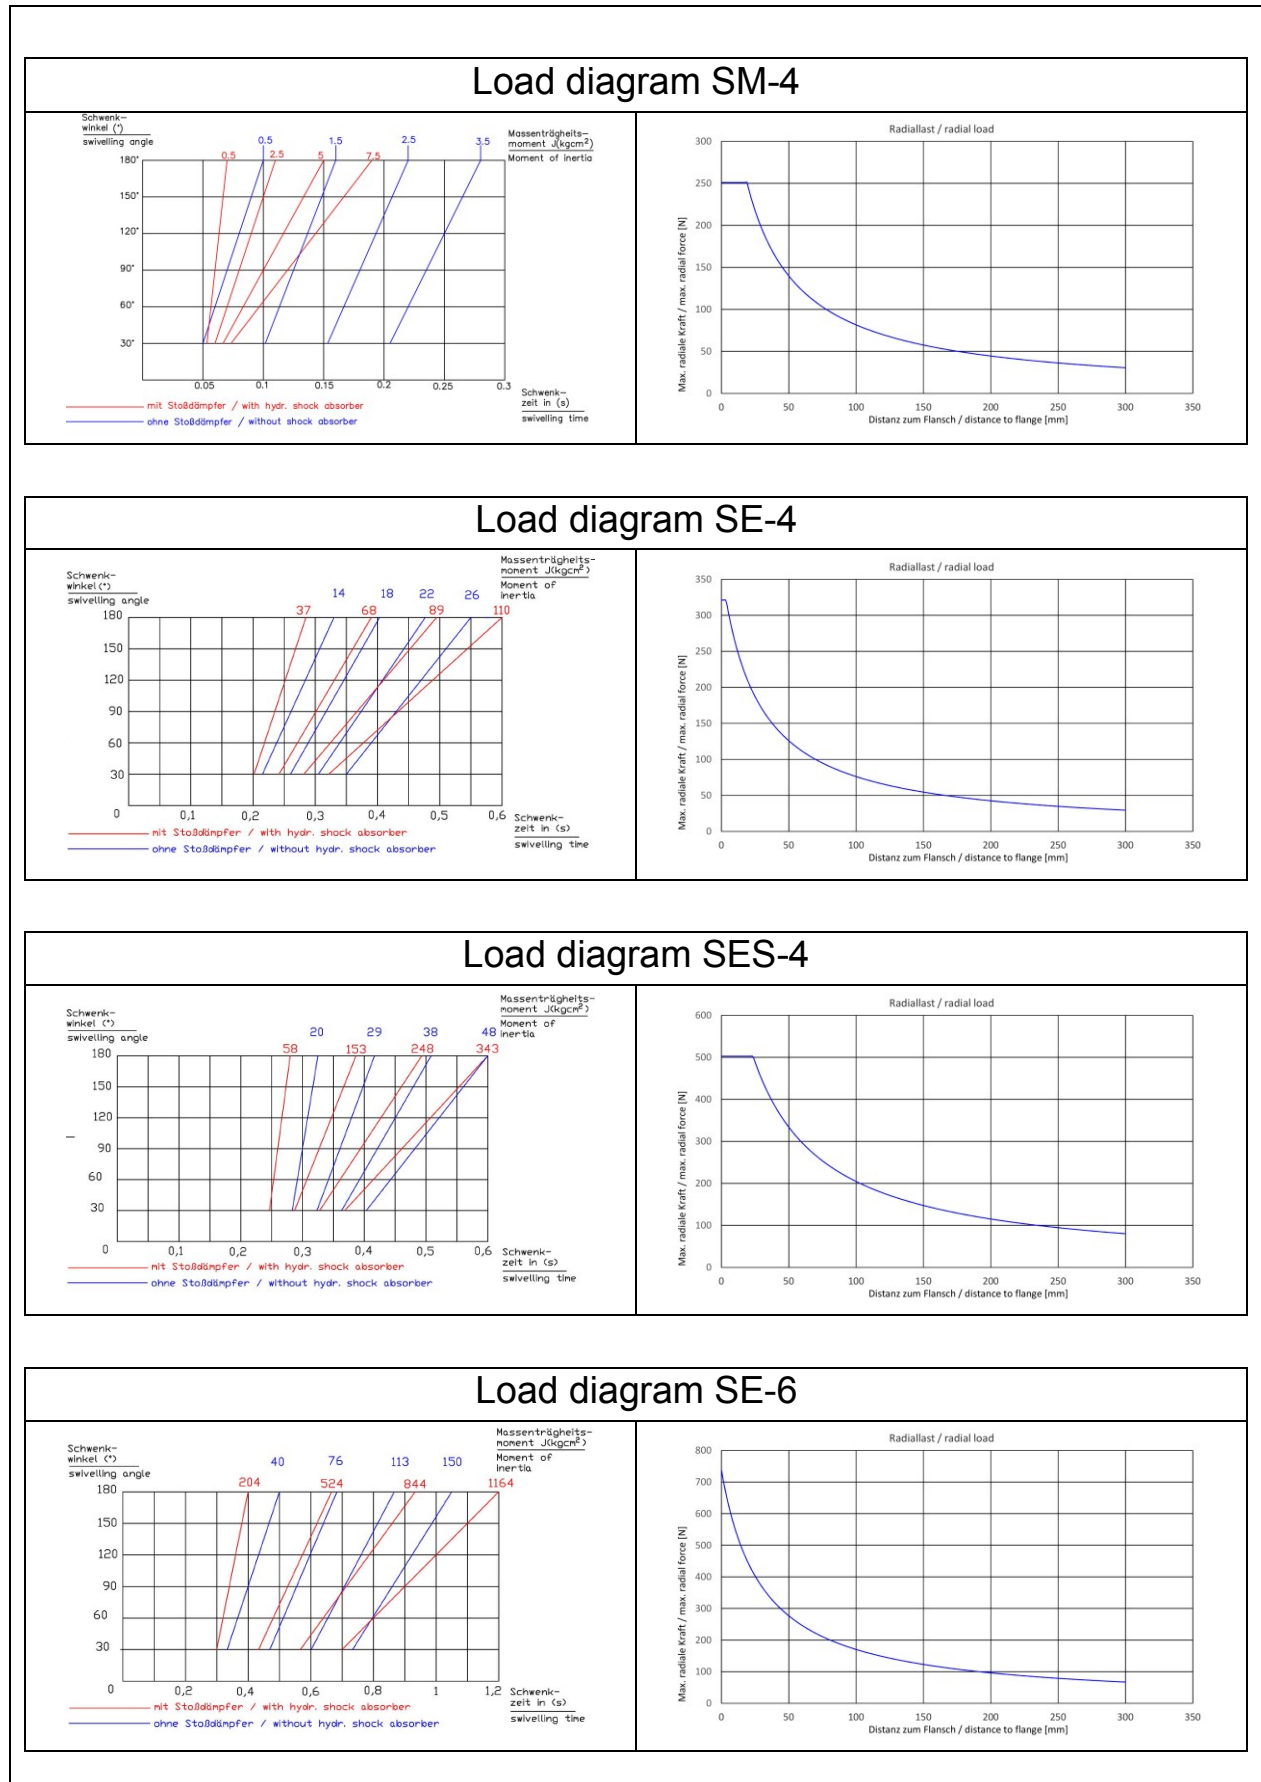 Load diagram SM-4
Schwenk-
winkel (°)
swivelling angle
0.5 2.5 5 7.5
0.5 1.5 2.5 3.5
Massenträgheits-
moment J(kgcm²)
Moment of inertia
180°
150°
120°
90°
60°
30°
0.05 0.1 0.15 0.2 0.25 0.3
Schwenk-
zeit in (s)
swivelling time
mit Stoßdämpfer / with hydr. shock absorber
ohne Stoßdämpfer / without shock absorber
Radiallast / radial load
Max. radiale Kraft / max. radial force [N]
300
250
200
150
100
50
0
0 50 100 150 200 250 300 350
Distanz zum Flansch / distance to flange [mm]
Load diagram SE-4
Schwenk-
winkel (°)
swivelling angle
14 18 22 26
37 68 89 110
Massenträgheits-
moment J(kgcm²)
Moment of
inertia
180
150
120
90
60
30
0 0,1 0,2 0,3 0,4 0,5 0,6
Schwenk-
zeit in (s)
swivelling time
mit Stoßdämpfer / with hydr. shock absorber
ohne Stoßdämpfer / without hydr. shock absorber
Radiallast / radial load
Max. radiale Kraft / max. radial force [N]
350
300
250
200
150
100
50
0
0 50 100 150 200 250 300 350
Distanz zum Flansch / distance to flange [mm]
Load diagram SES-4
Schwenk-
winkel (°)
swivelling angle
20 29 38 48
58 153 248 343
Massenträgheits-
moment J(kgcm²)
Moment of
inertia
180
150
120
90
60
30
0 0,1 0,2 0,3 0,4 0,5 0,6
Schwenk-
zeit in (s)
swivelling time
mit Stoßdämpfer / with hydr. shock absorber
ohne Stoßdämpfer / without hydr. shock absorber
Radiallast / radial load
Max. radiale Kraft / max. radial force [N]
600
500
400
300
200
100
0
0 50 100 150 200 250 300 350
Distanz zum Flansch / distance to flange [mm]
Load diagram SE-6
Schwenk-
winkel (°)
swivelling angle
40 76 113 150
204 524 844 1164
Massenträgheits-
moment J(kgcm²)
Moment of
inertia
180
150
120
90
60
30
0 0,2 0,4 0,6 0,8 1 1,2
Schwenk-
zeit in (s)
swivelling time
mit Stoßdämpfer / with hydr. shock absorber
ohne Stoßdämpfer / without hydr. shock absorber
Radiallast / radial load
Max. radiale Kraft / max. radial force [N]
800
700
600
500
400
300
200
100
0
0 50 100 150 200 250 300 350
Distanz zum Flansch / distance to flange [mm]